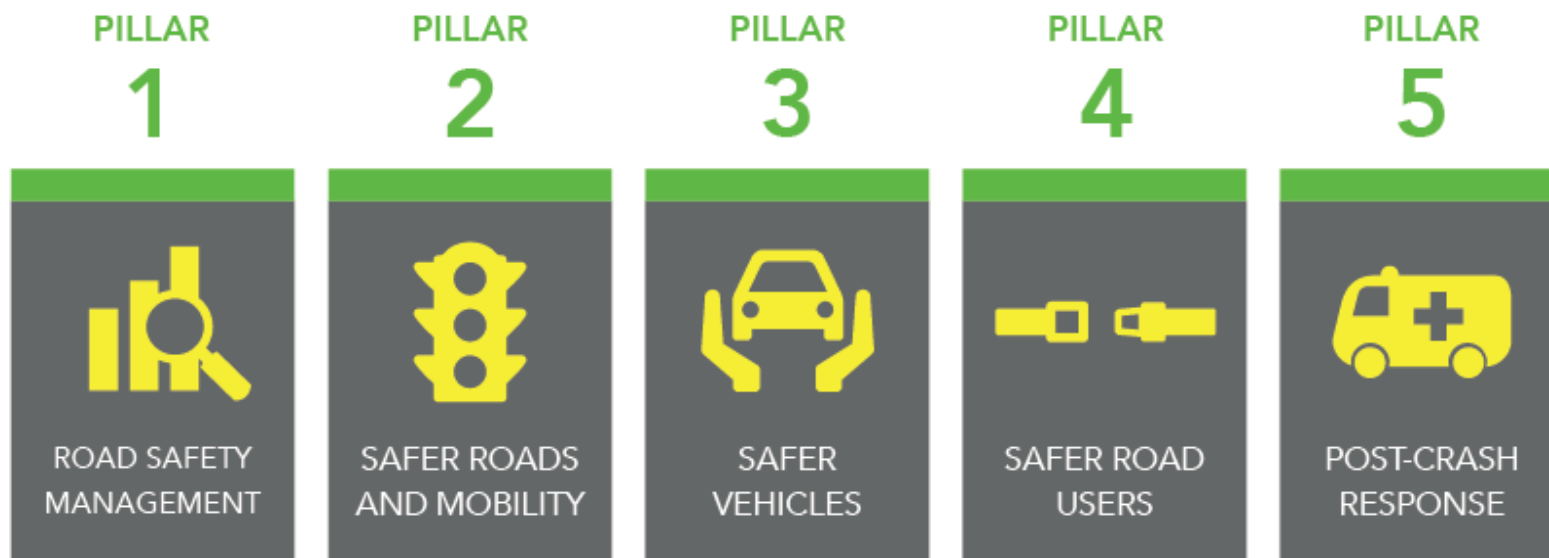 PILLAR
1
ROAD SAFETY
MANAGEMENT
PILLAR
2
SAFER ROADS
AND MOBILITY
PILLAR
3
SAFER
VEHICLES
PILLAR
4
SAFER ROAD
USERS
PILLAR
5
POST-CRASH
RESPONSE